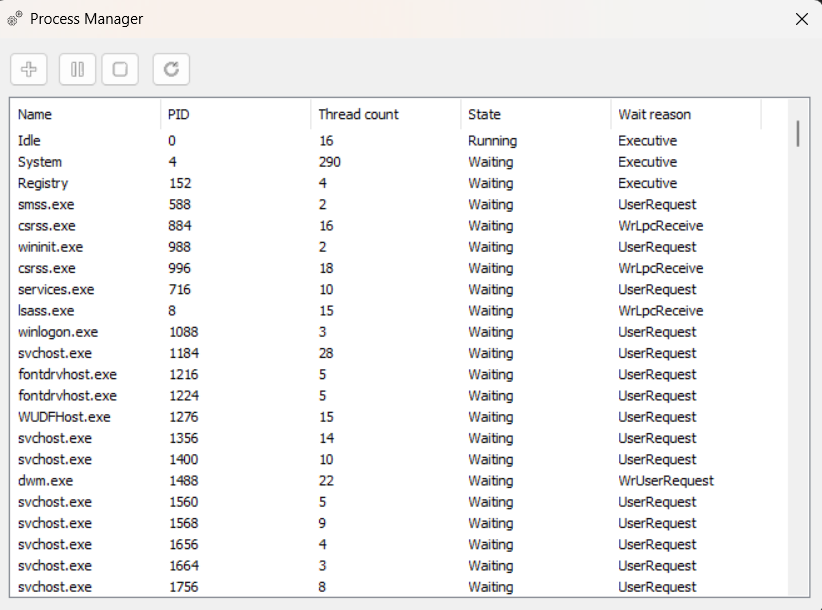 Process Manager
Name PID Thread count State Wait reason
Idle 0 16 Running Executive
System 4 290 Waiting Executive
Registry 152 4 Waiting Executive
smss.exe 588 2 Waiting UserRequest
csrss.exe 884 16 Waiting WrLpcReceive
wininit.exe 988 2 Waiting UserRequest
csrss.exe 996 18 Waiting WrLpcReceive
services.exe 716 10 Waiting UserRequest
lsass.exe 8 15 Waiting WrLpcReceive
winlogon.exe 1088 3 Waiting UserRequest
svchost.exe 1184 28 Waiting UserRequest
fontdrvhost.exe 1216 5 Waiting UserRequest
fontdrvhost.exe 1224 5 Waiting UserRequest
WUDFHost.exe 1276 15 Waiting UserRequest
svchost.exe 1356 14 Waiting UserRequest
svchost.exe 1400 10 Waiting UserRequest
dwm.exe 1488 22 Waiting WrUserRequest
svchost.exe 1560 5 Waiting UserRequest
svchost.exe 1568 9 Waiting UserRequest
svchost.exe 1656 4 Waiting UserRequest
svchost.exe 1664 3 Waiting UserRequest
svchost.exe 1756 8 Waiting UserRequest